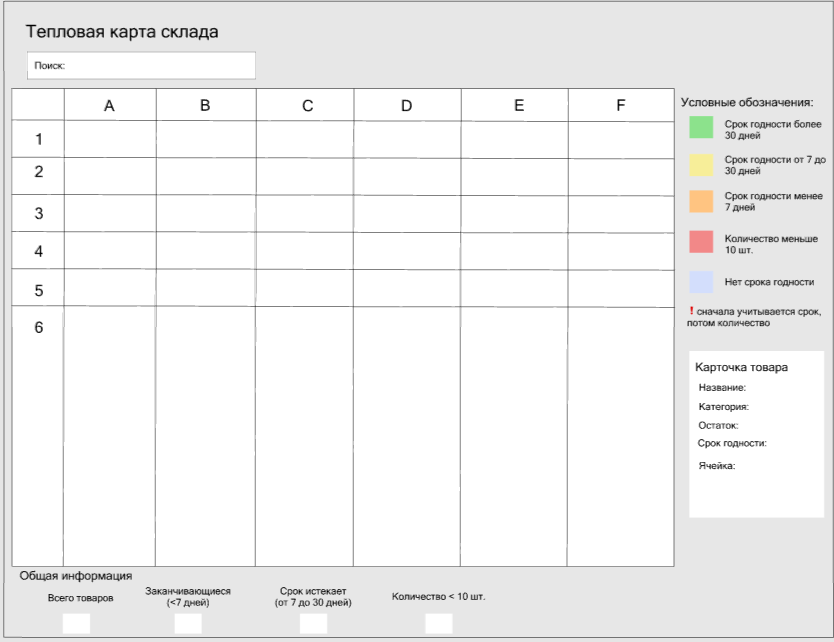 Тепловая карта склада
Поиск:
A B C D E F
1
2
3
4
5
6
Условные обозначения:
Срок годности более
30 дней
Срок годности от 7 до
30 дней
Срок годности менее
7 дней
Количество меньше
10 шт.
Нет срока годности
! сначала учитывается срок,
потом количество
Карточка товара
Название:
Категория:
Остаток:
Срок годности:
Ячейка:
Общая информация
Всего товаров
Заканчивающиеся
(<7 дней)
Срок истекает
(от 7 до 30 дней)
Количество < 10 шт.